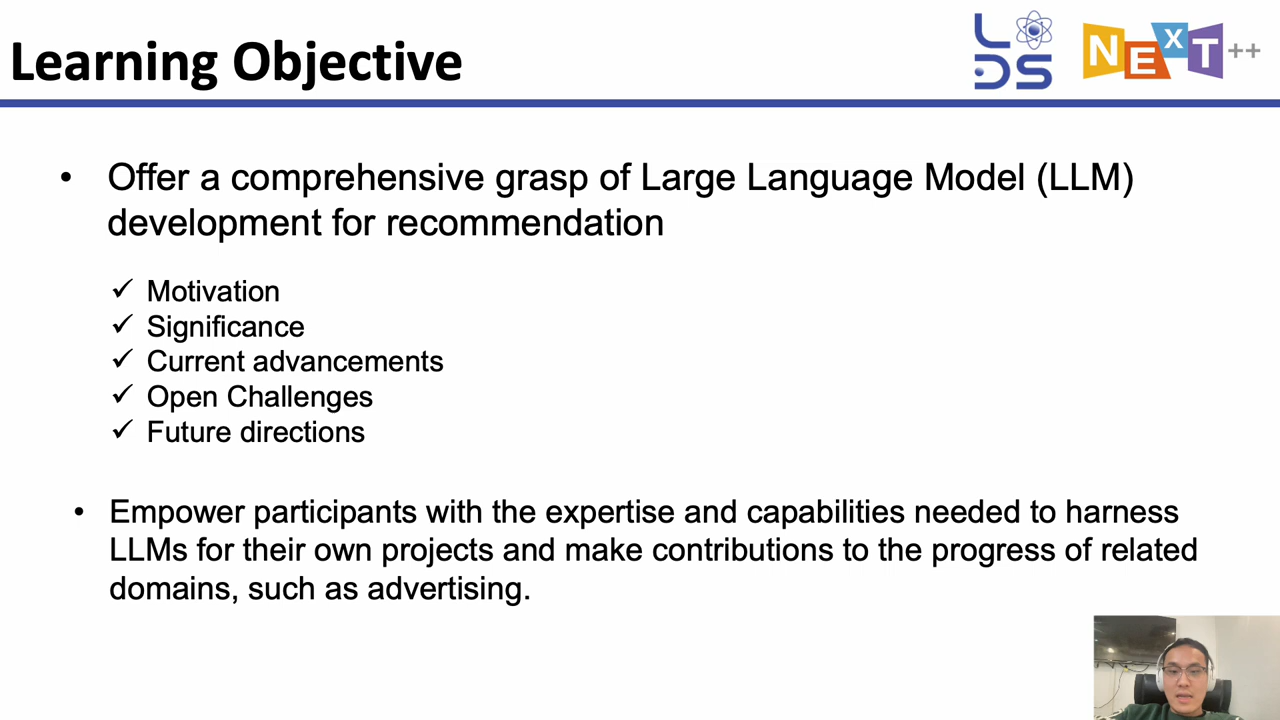 Learning Objective
LDS
NExT++
• Offer a comprehensive grasp of Large Language Model (LLM)
development for recommendation
✓ Motivation
✓ Significance
✓ Current advancements
✓ Open Challenges
✓ Future directions
• Empower participants with the expertise and capabilities needed to harness
LLMs for their own projects and make contributions to the progress of related
domains, such as advertising.